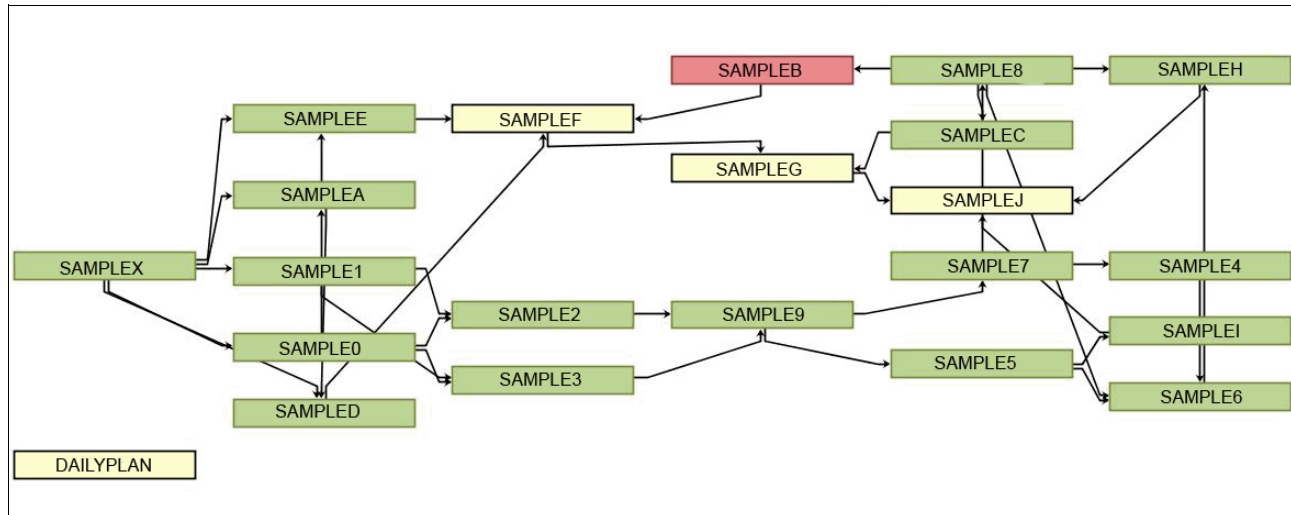 SAMPLEB
SAMPLE8
SAMPLEH
SAMPLEE
SAMPLEF
SAMPLEC
SAMPLEG
SAMPLEA
SAMPLEJ
SAMPLEX
SAMPLE1
SAMPLE7
SAMPLE4
SAMPLE2
SAMPLE9
SAMPLEI
SAMPLE0
SAMPLE3
SAMPLE5
SAMPLE6
SAMPLED
DAILYPLAN